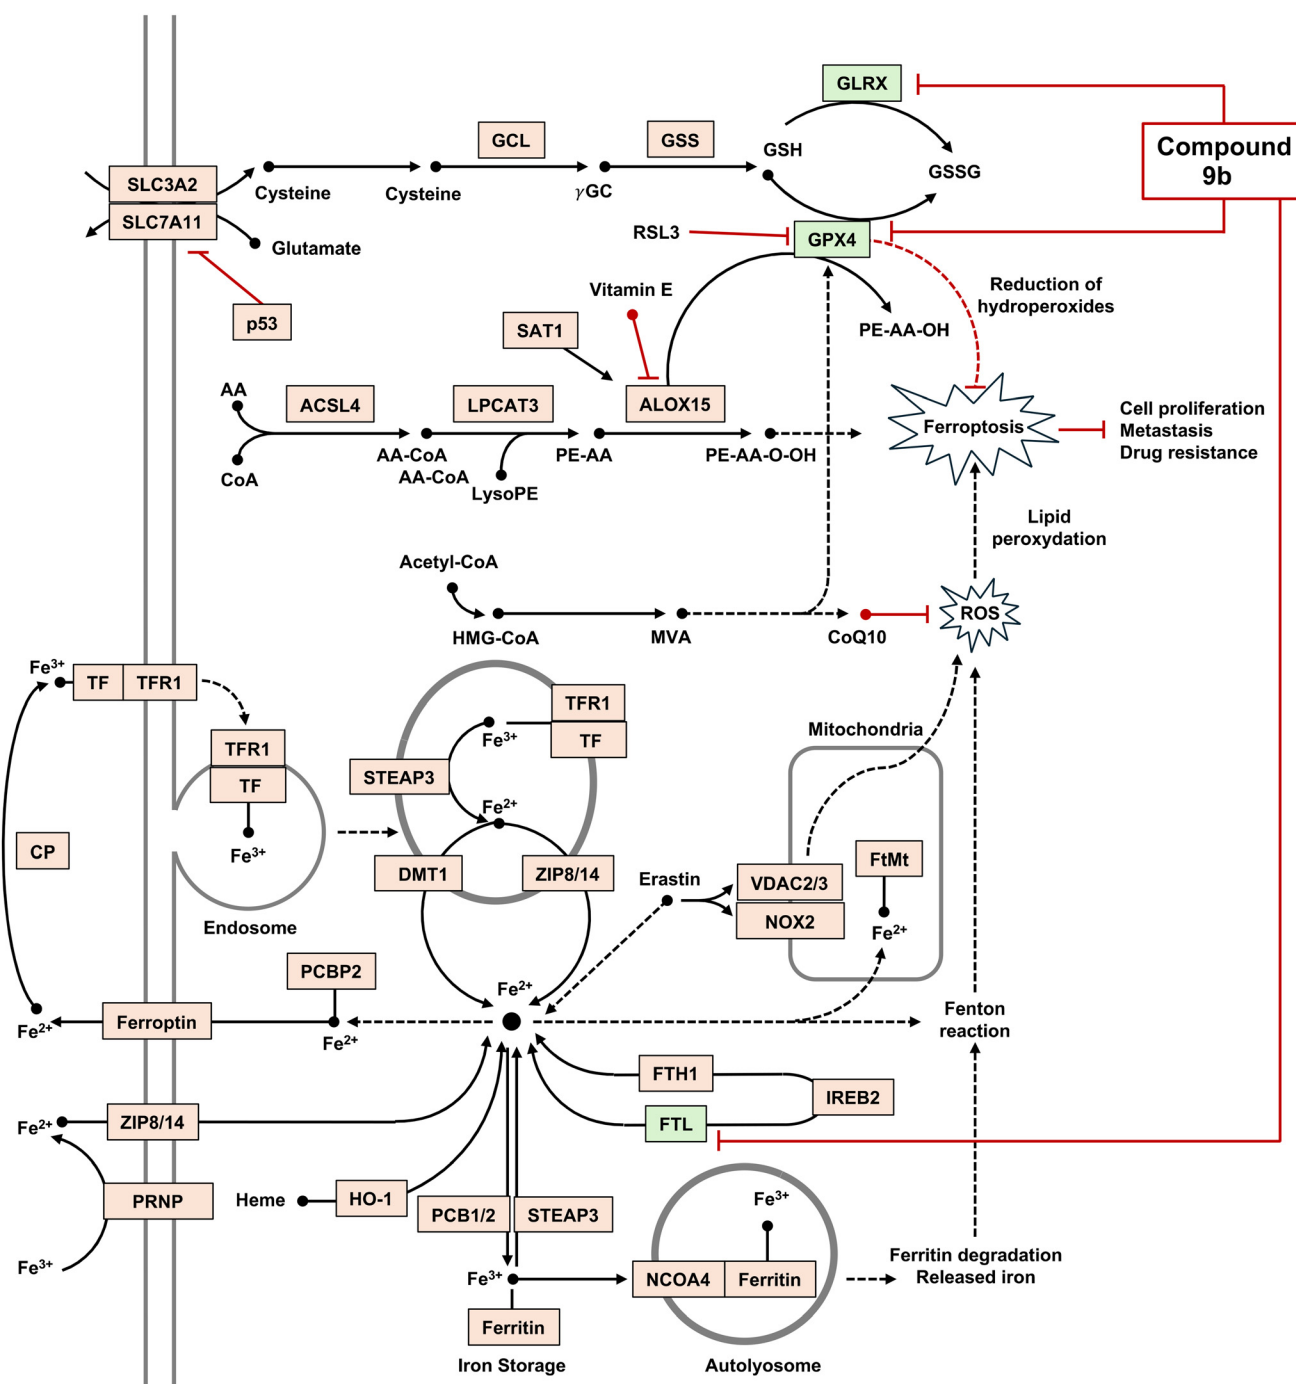 GLRX
Compound
9b
GCL
GSS
GSH
GSSG
SLC3A2
SLC7A11
Cysteine
Cysteine
γGC
Glutamate
RSL3
GPX4
p53
Vitamin E
Reduction of
hydroperoxides
SAT1
PE-AA-OH
AA
ACSL4
LPCAT3
ALOX15
Ferroptosis
Cell proliferation
Metastasis
Drug resistance
CoA
AA-CoA
AA-CoA
LysoPE
PE-AA
PE-AA-O-OH
Lipid
peroxydation
Acetyl-CoA
HMG-CoA
MVA
CoQ10
ROS
Fe3+
TF
TFR1
TFR1
TF
Fe3+
Endosome
CP
TFR1
TF
Fe3+
STEAP3
Fe2+
DMT1
ZIP8/14
Mitochondria
Erastin
VDAC2/3
NOX2
FtMt
Fe2+
PCBP2
Fe2+
Ferroptin
Fe2+
Fe2+
Fenton
reaction
FTH1
IREB2
FTL
Fe2+
ZIP8/14
PRNP
Fe3+
Heme
HO-1
PCB1/2
STEAP3
Fe3+
Ferritin
Iron Storage
Fe3+
NCOA4
Ferritin
Autolyosome
Ferritin degradation
Released iron